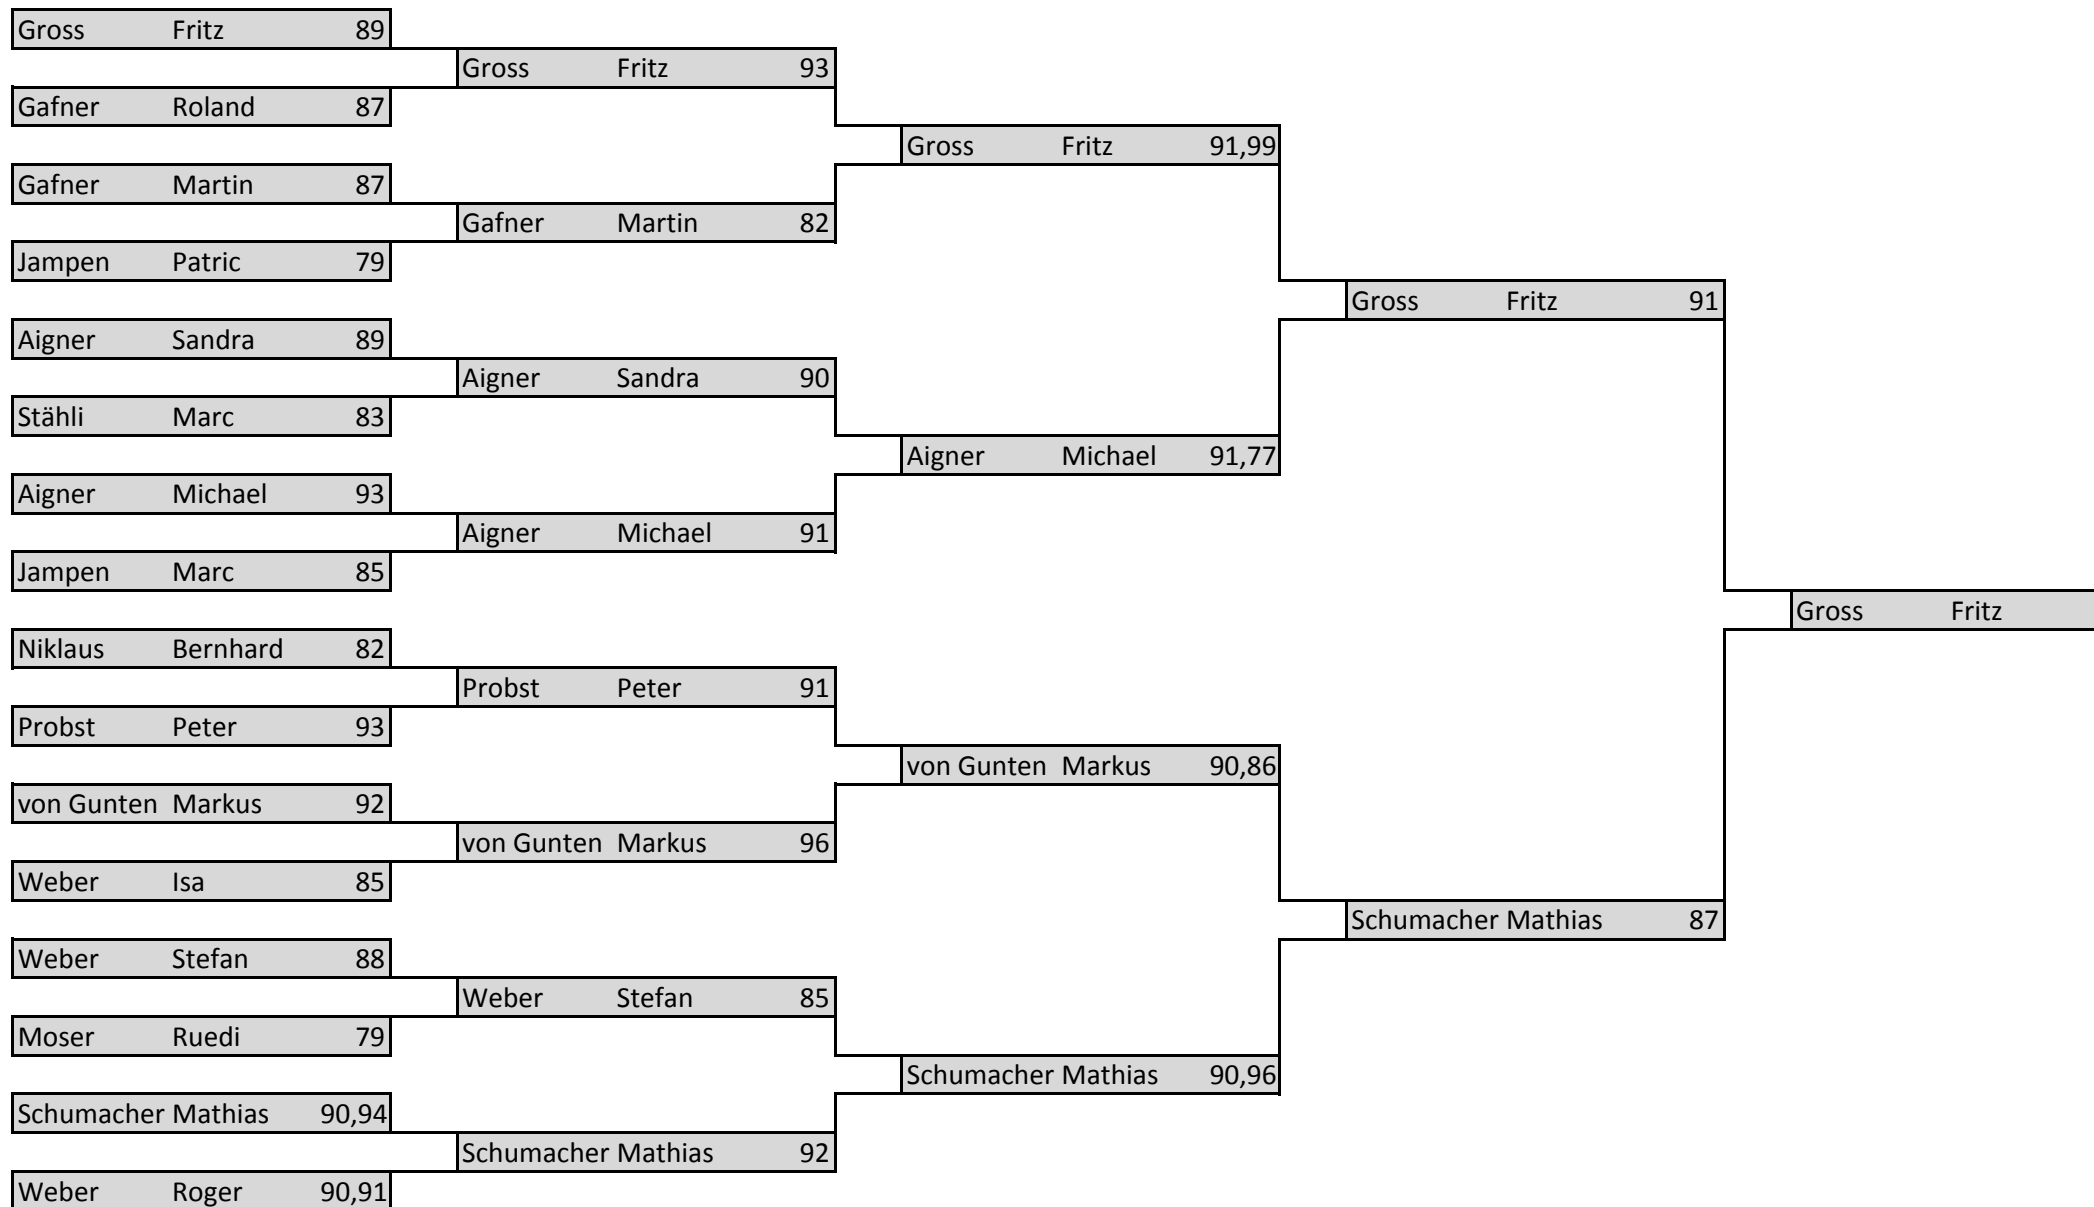 Gross Fritz 89
Gross Fritz 93
Gafner Roland 87
Gross Fritz 91,99
Gafner Martin 87
Gafner Martin 82
Jampen Patric 79
Gross Fritz 91
Aigner Sandra 89
Aigner Sandra 90
Stähli Marc 83
Aigner Michael 91,77
Aigner Michael 93
Aigner Michael 91
Jampen Marc 85
Gross Fritz
Niklaus Bernhard 82
Probst Peter 91
Probst Peter 93
von Gunten Markus 90,86
von Gunten Markus 92
von Gunten Markus 96
Weber Isa 85
Schumacher Mathias 87
Weber Stefan 88
Weber Stefan 85
Moser Ruedi 79
Schumacher Mathias 90,96
Schumacher Mathias 90,94
Schumacher Mathias 92
Weber Roger 90,91